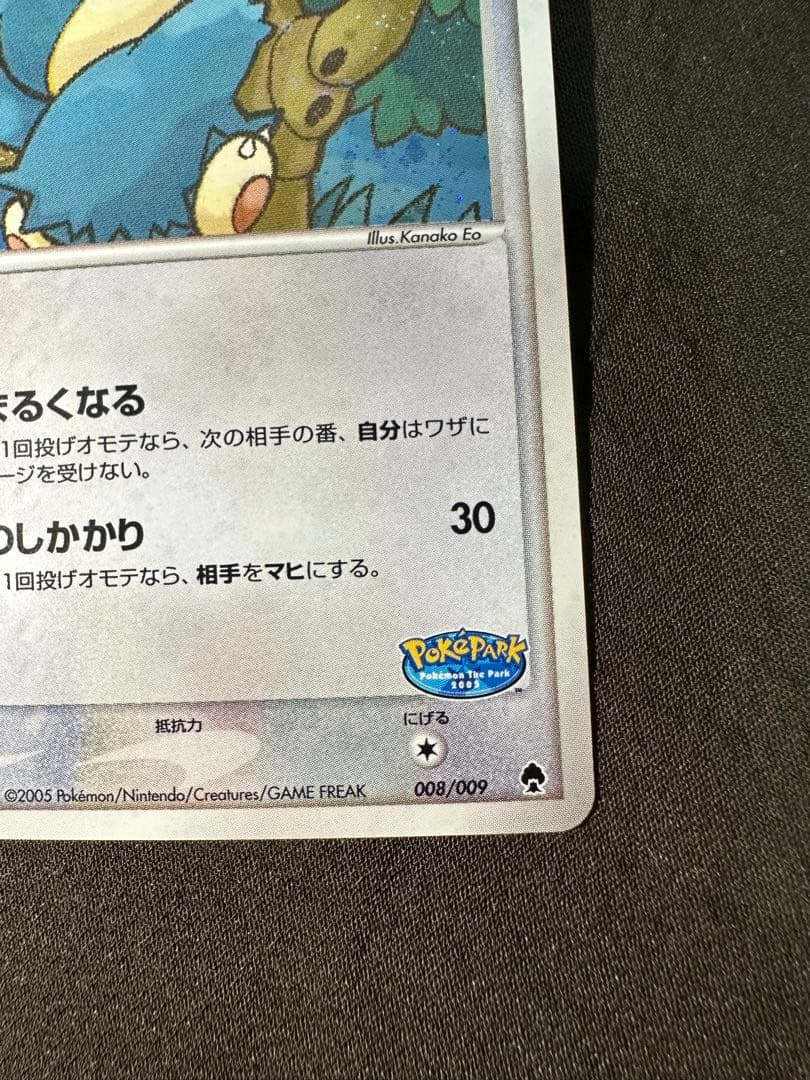 Illus.Kanako Eo
まるくなる
1回投げオモテなら、次の相手の番、自分はワザに
ージを受けない。
のしかかり 30
1回投げオモテなら、相手をマヒにする。
POKéPARK
Pokémon The Park
2005
™
抵抗力 にげる
©2005 Pokémon/Nintendo/Creatures/GAME FREAK 008/009